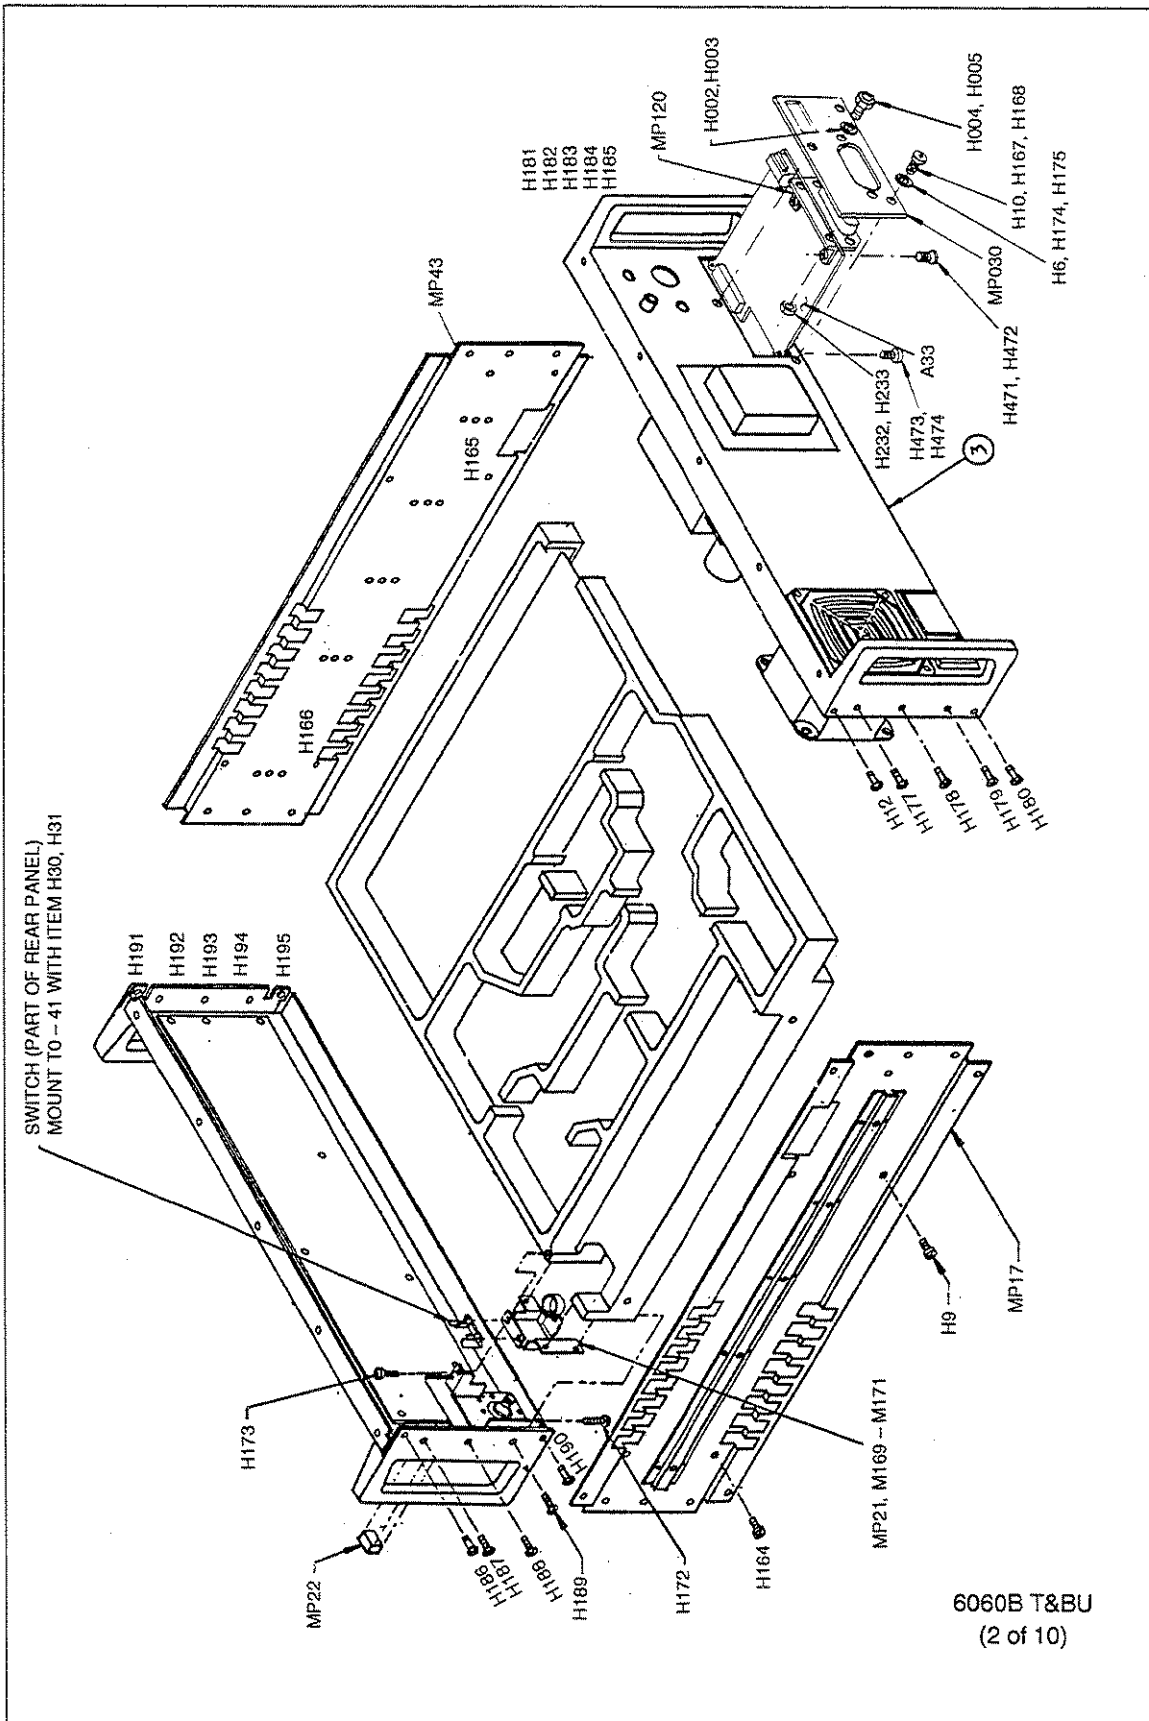 SWITCH (PART OF REAR PANEL)
MOUNT TO – 41 WITH ITEM H30, H31
H191
H192
H193
H194
H195
H166
H165
MP43
H181
H182
H183
H184
H185
MP120
H002,H003
H004, H005
H10, H167, H168
H6, H174, H175
MP030
H471, H472
A33
H232, H233
H473,
H474
3
H12
H177
H178
H179
H180
H173
MP22
H186
H187
H188
H189
H190
H172
H164
MP21, M169 – M171
H9
MP17
6060B T&BU
(2 of 10)